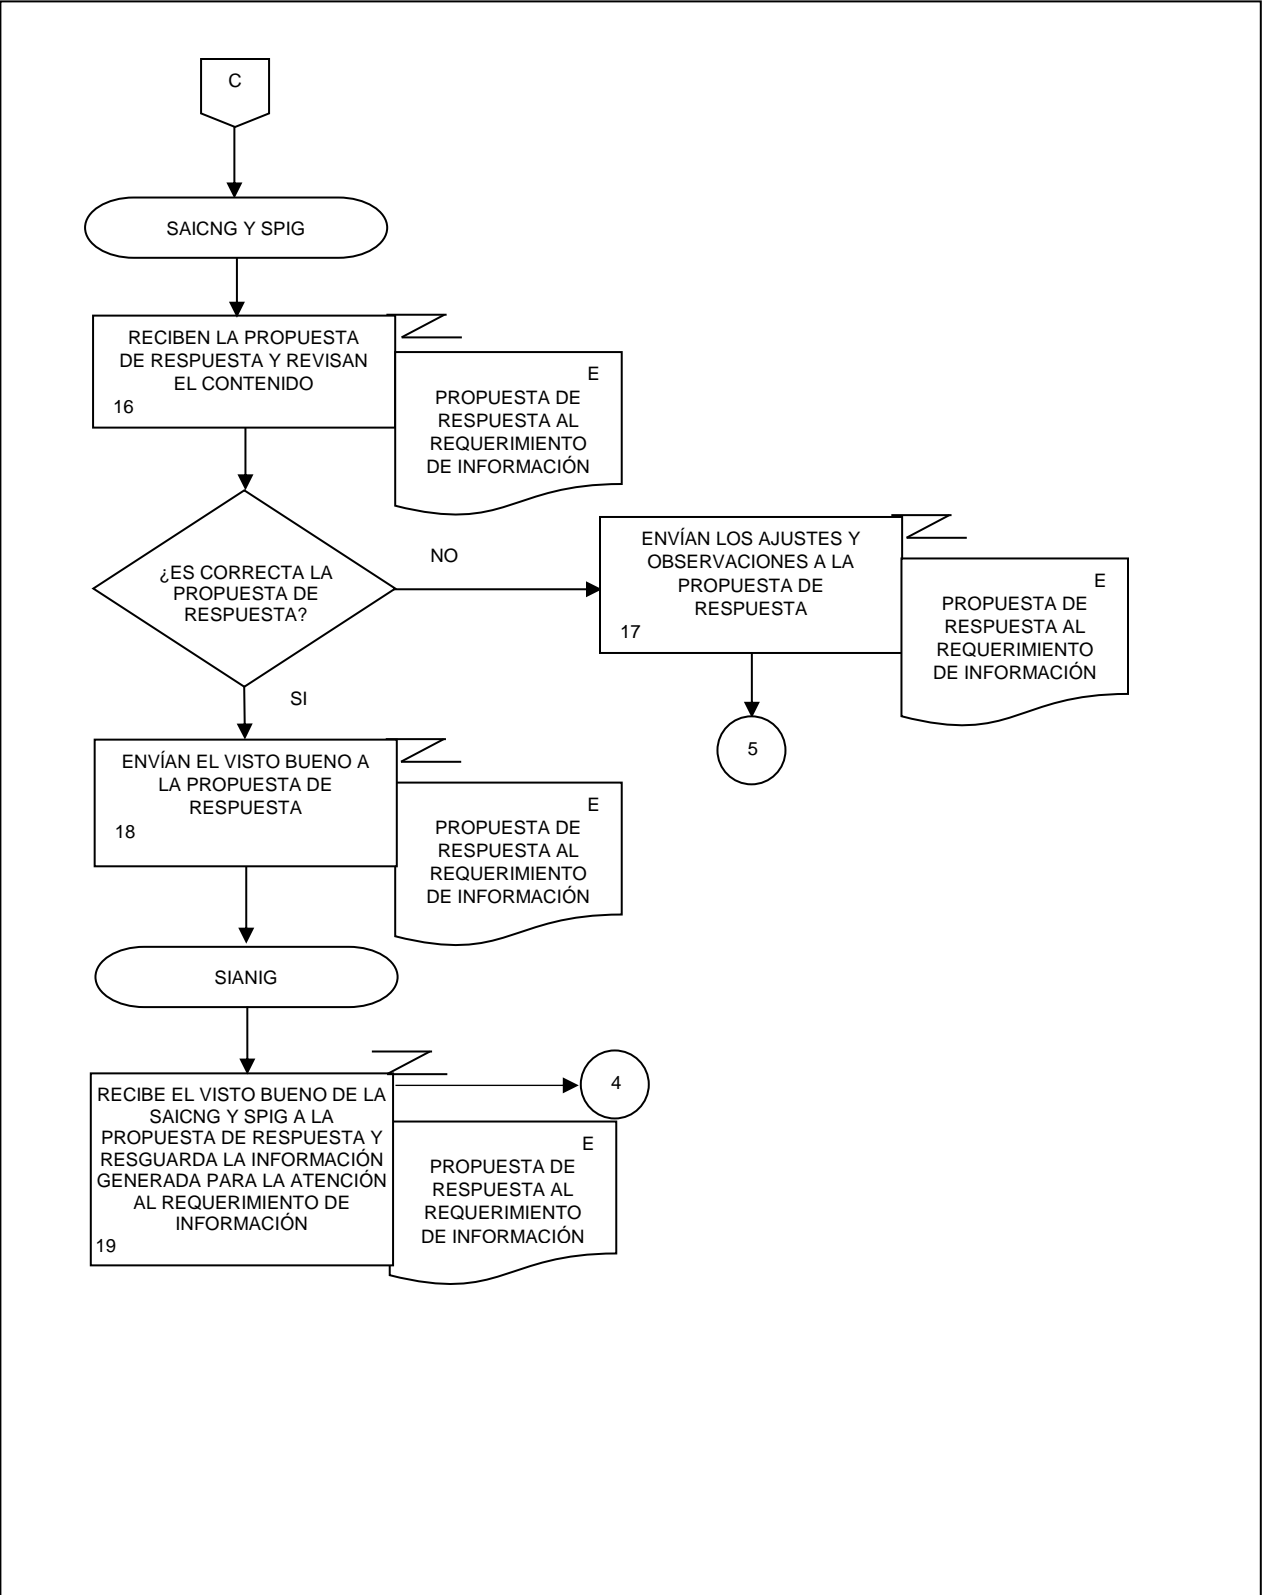 C
SAICNG Y SPIG
RECIBEN LA PROPUESTA
DE RESPUESTA Y REVISAN
EL CONTENIDO
16
E
PROPUESTA DE
RESPUESTA AL
REQUERIMIENTO
DE INFORMACIÓN
¿ES CORRECTA LA
PROPUESTA DE
RESPUESTA?
NO
ENVÍAN LOS AJUSTES Y
OBSERVACIONES A LA
PROPUESTA DE
RESPUESTA
17
E
PROPUESTA DE
RESPUESTA AL
REQUERIMIENTO
DE INFORMACIÓN
5
SI
ENVÍAN EL VISTO BUENO A
LA PROPUESTA DE
RESPUESTA
18
E
PROPUESTA DE
RESPUESTA AL
REQUERIMIENTO
DE INFORMACIÓN
SIANIG
RECIBE EL VISTO BUENO DE LA
SAICNG Y SPIG A LA
PROPUESTA DE RESPUESTA Y
RESGUARDA LA INFORMACIÓN
GENERADA PARA LA ATENCIÓN
AL REQUERIMIENTO DE
INFORMACIÓN
19
4
E
PROPUESTA DE
RESPUESTA AL
REQUERIMIENTO
DE INFORMACIÓN